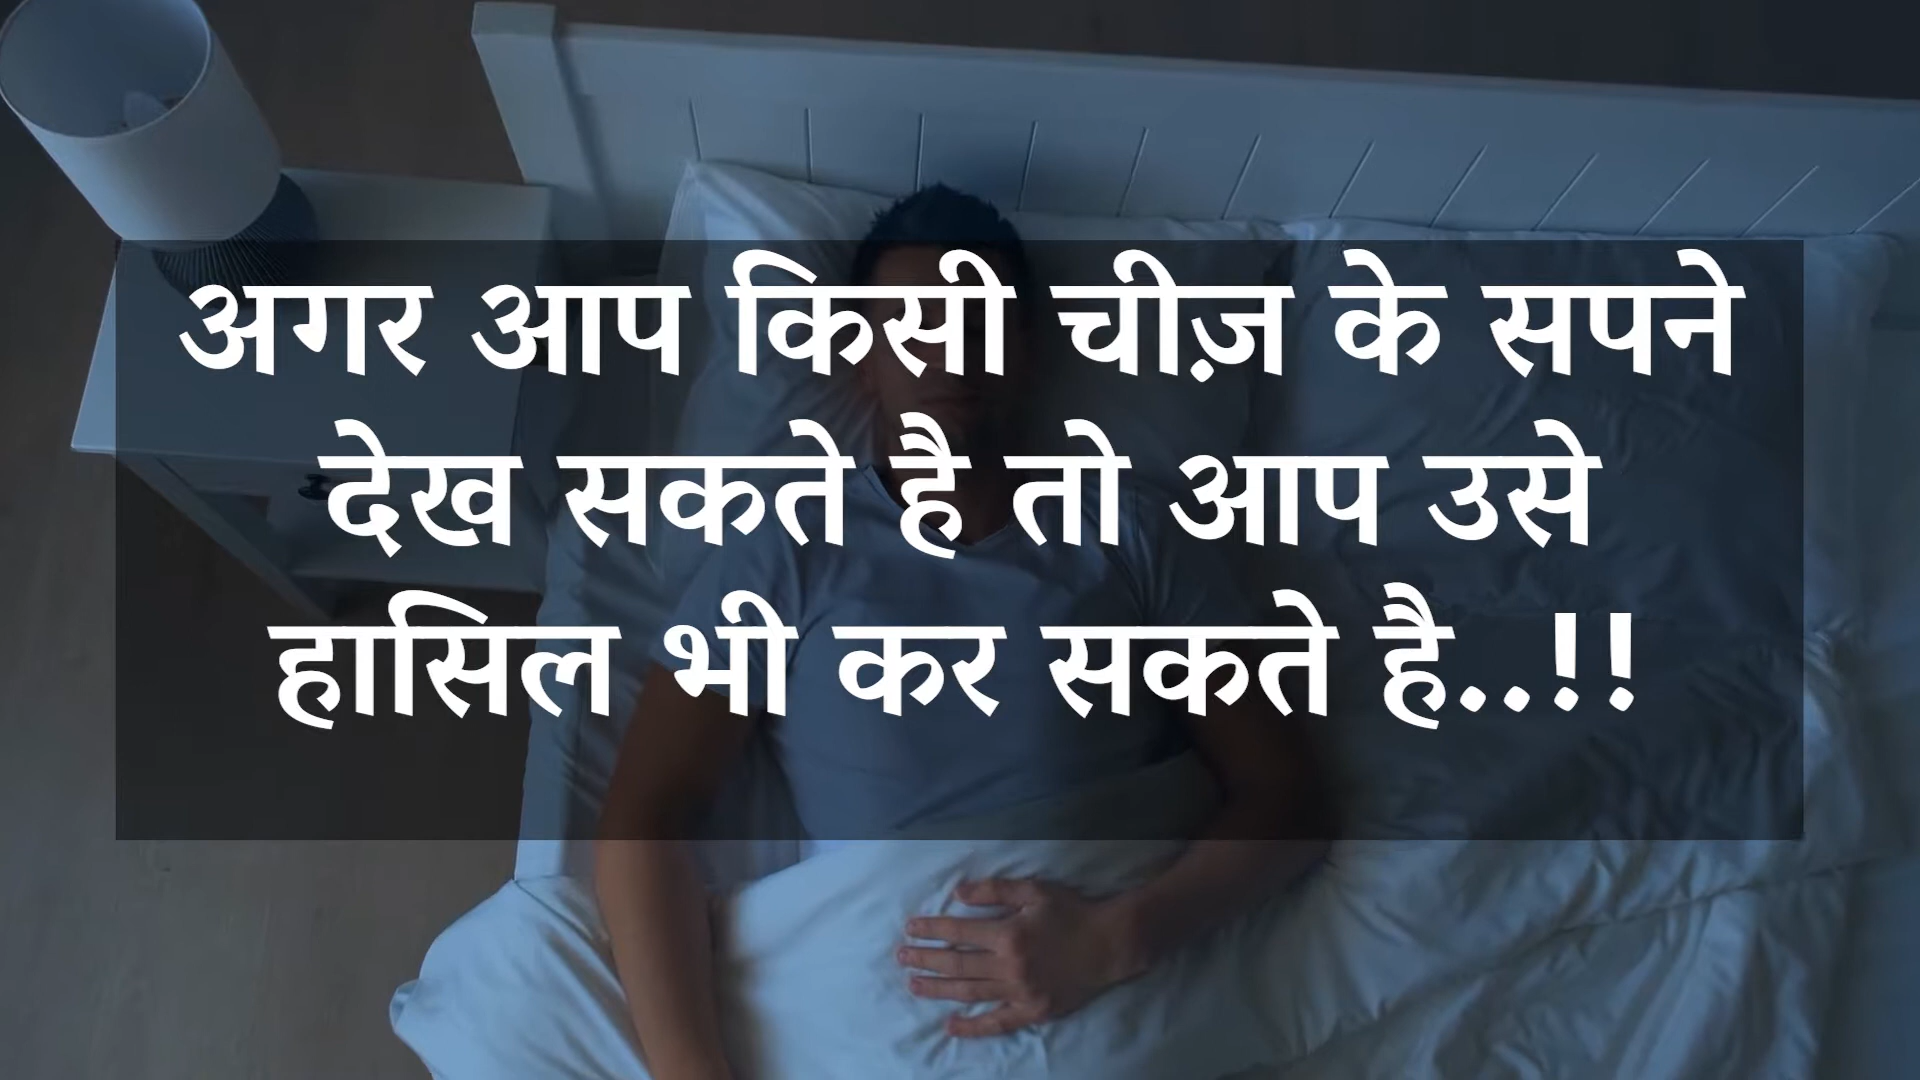 अगर आप किसी चीज़ के सपने
देख सकते है तो आप उसे
हासिल भी कर सकते है..!!